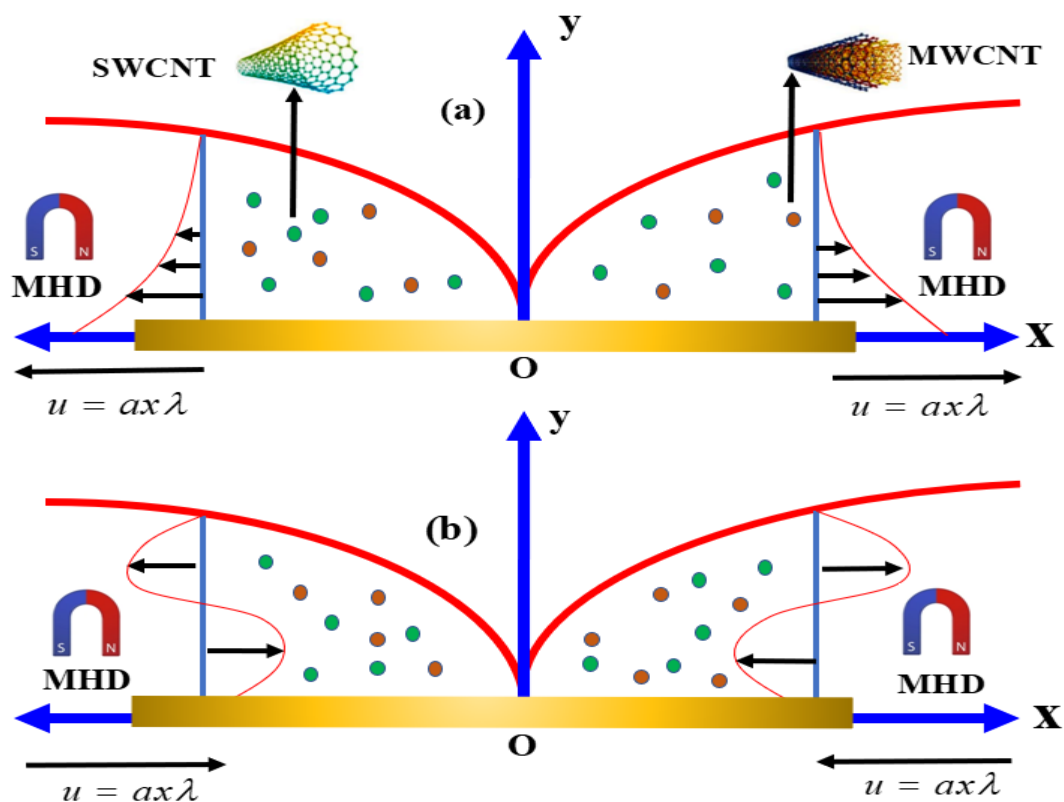 y
SWCNT
MWCNT
(a)
S N
MHD
S N
MHD
X
O
u = axλ
u = axλ
y
(b)
S N
MHD
S N
MHD
X
O
u = axλ
u = axλ